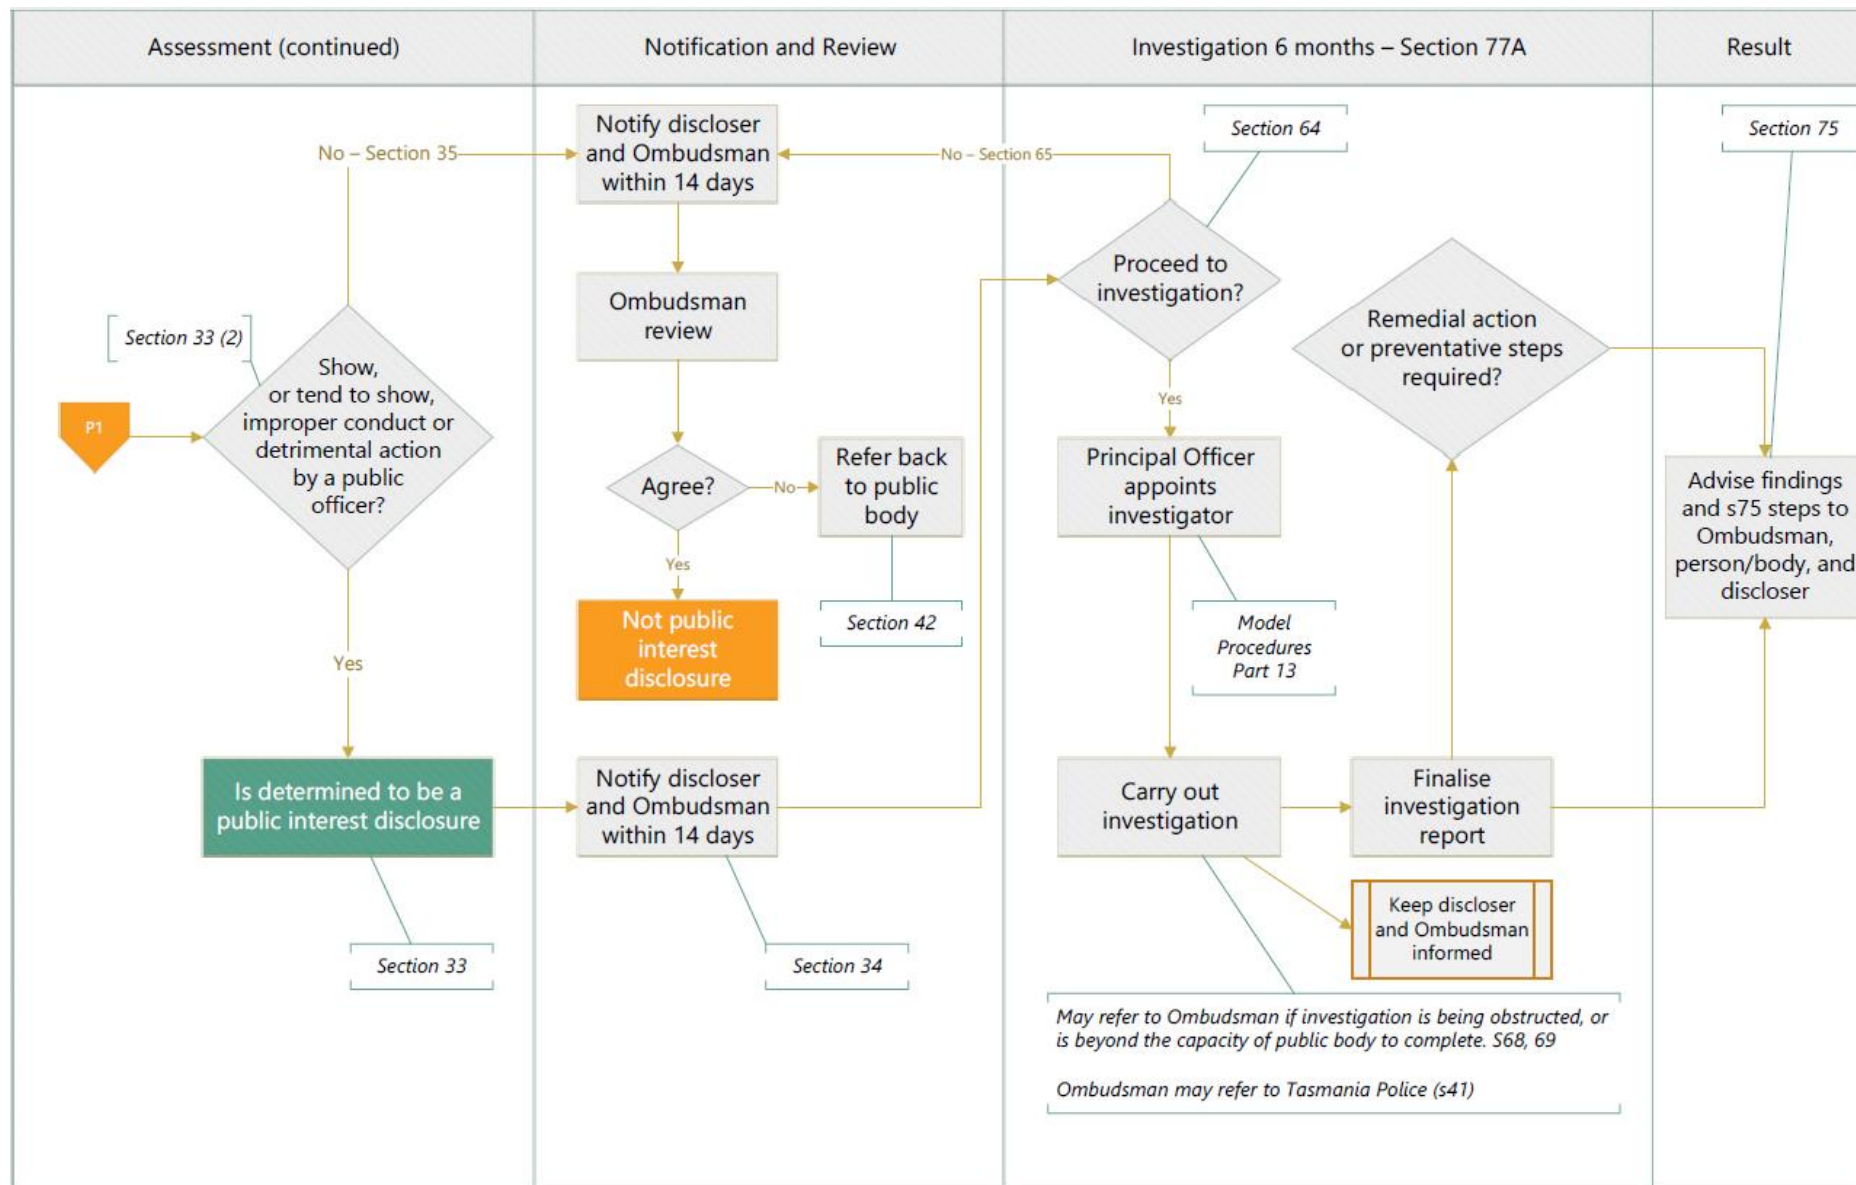 Assessment (continued)
Notification and Review
Investigation 6 months – Section 77A
Result
No – Section 35
Section 33 (2)
P1
Show,
or tend to show,
improper conduct or
detrimental action
by a public
officer?
Yes
Is determined to be a
public interest disclosure
Section 33
Notify discloser
and Ombudsman
within 14 days
Ombudsman
review
Agree?
No
Refer back
to public
body
Section 42
Yes
Not public
interest
disclosure
Notify discloser
and Ombudsman
within 14 days
Section 34
No – Section 65
Section 64
Proceed to
investigation?
Yes
Principal Officer
appoints
investigator
Model
Procedures
Part 13
Carry out
investigation
Finalise
investigation
report
Keep discloser
and Ombudsman
informed
May refer to Ombudsman if investigation is being obstructed, or
is beyond the capacity of public body to complete. S68, 69
Ombudsman may refer to Tasmania Police (s41)
Remedial action
or preventative steps
required?
Section 75
Advise findings
and s75 steps to
Ombudsman,
person/body, and
discloser